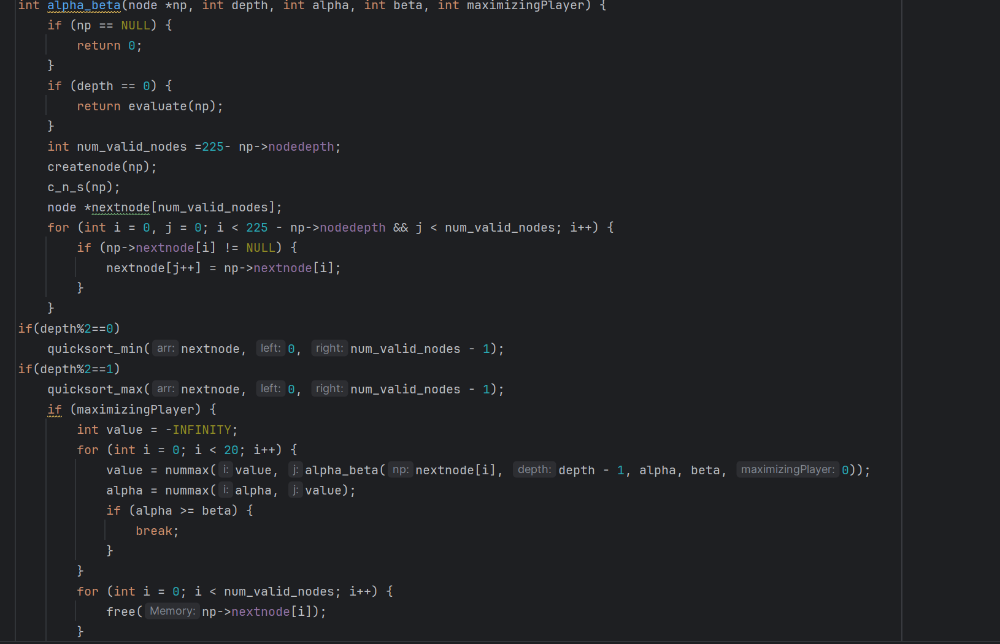 int alpha_beta(node *np, int depth, int alpha, int beta, int maximizingPlayer) {
    if (np == NULL) {
        return 0;
    }
    if (depth == 0) {
        return evaluate(np);
    }
    int num_valid_nodes =225- np->nodedepth;
    createnode(np);
    c_n_s(np);
    node *nextnode[num_valid_nodes];
    for (int i = 0, j = 0; i < 225 - np->nodedepth && j < num_valid_nodes; i++) {
        if (np->nextnode[i] != NULL) {
            nextnode[j++] = np->nextnode[i];
        }
    }
if(depth%2==0)
    quicksort_min( arr: nextnode, left: 0, right: num_valid_nodes - 1);
if(depth%2==1)
    quicksort_max( arr: nextnode, left: 0, right: num_valid_nodes - 1);
    if (maximizingPlayer) {
        int value = -INFINITY;
        for (int i = 0; i < 20; i++) {
            value = nummax( i: value, j: alpha_beta( np: nextnode[i], depth: depth - 1, alpha, beta, maximizingPlayer: 0));
            alpha = nummax( i: alpha, j: value);
            if (alpha >= beta) {
                break;
            }
        }
        for (int i = 0; i < num_valid_nodes; i++) {
            free( Memory: np->nextnode[i]);
        }